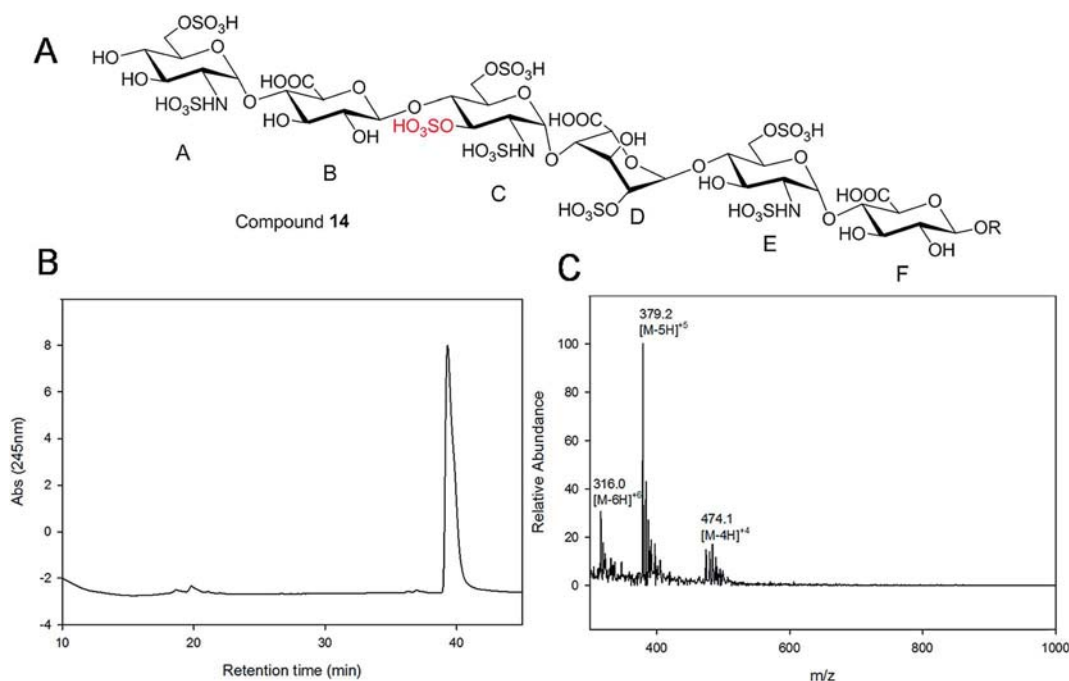 A
OSO₃H
HO
HO
O
HO₃SHN
O
HOOC
O
HO
OH
O
OSO₃H
O
HO₃SO
HO₃SHN
O
HOOC
OH
O
HO₃SO
O
OSO₃H
O
HO
HO₃SHN
O
HOOC
O
HO
OH
OR
A
B
C
D
E
F
Compound 14
B
Abs (245nm)
8
6
4
2
0
-2
-4
10
20
30
40
Retention time (min)
C
Relative Abundance
100
80
60
40
20
0
379.2
[M-5H]⁺⁵
316.0
[M-6H]⁺⁶
474.1
[M-4H]⁺⁴
400
600
800
1000
m/z